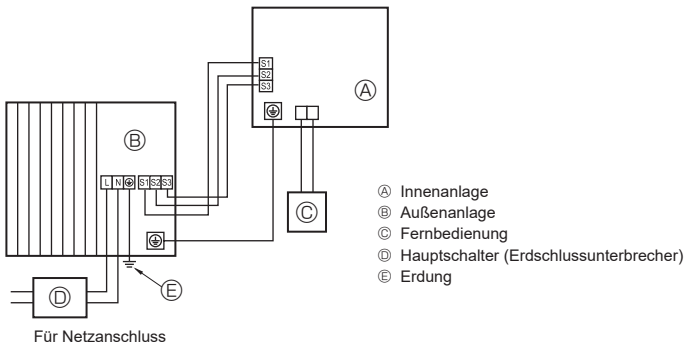 S1
S2
S3
Ⓐ
Ⓑ
L N S1 S2 S3
Ⓒ
Ⓓ
Ⓔ
Für Netzanschluss
Ⓐ Innenanlage
Ⓑ Außenanlage
Ⓒ Fernbedienung
Ⓓ Hauptschalter (Erdschlussunterbrecher)
Ⓔ Erdung